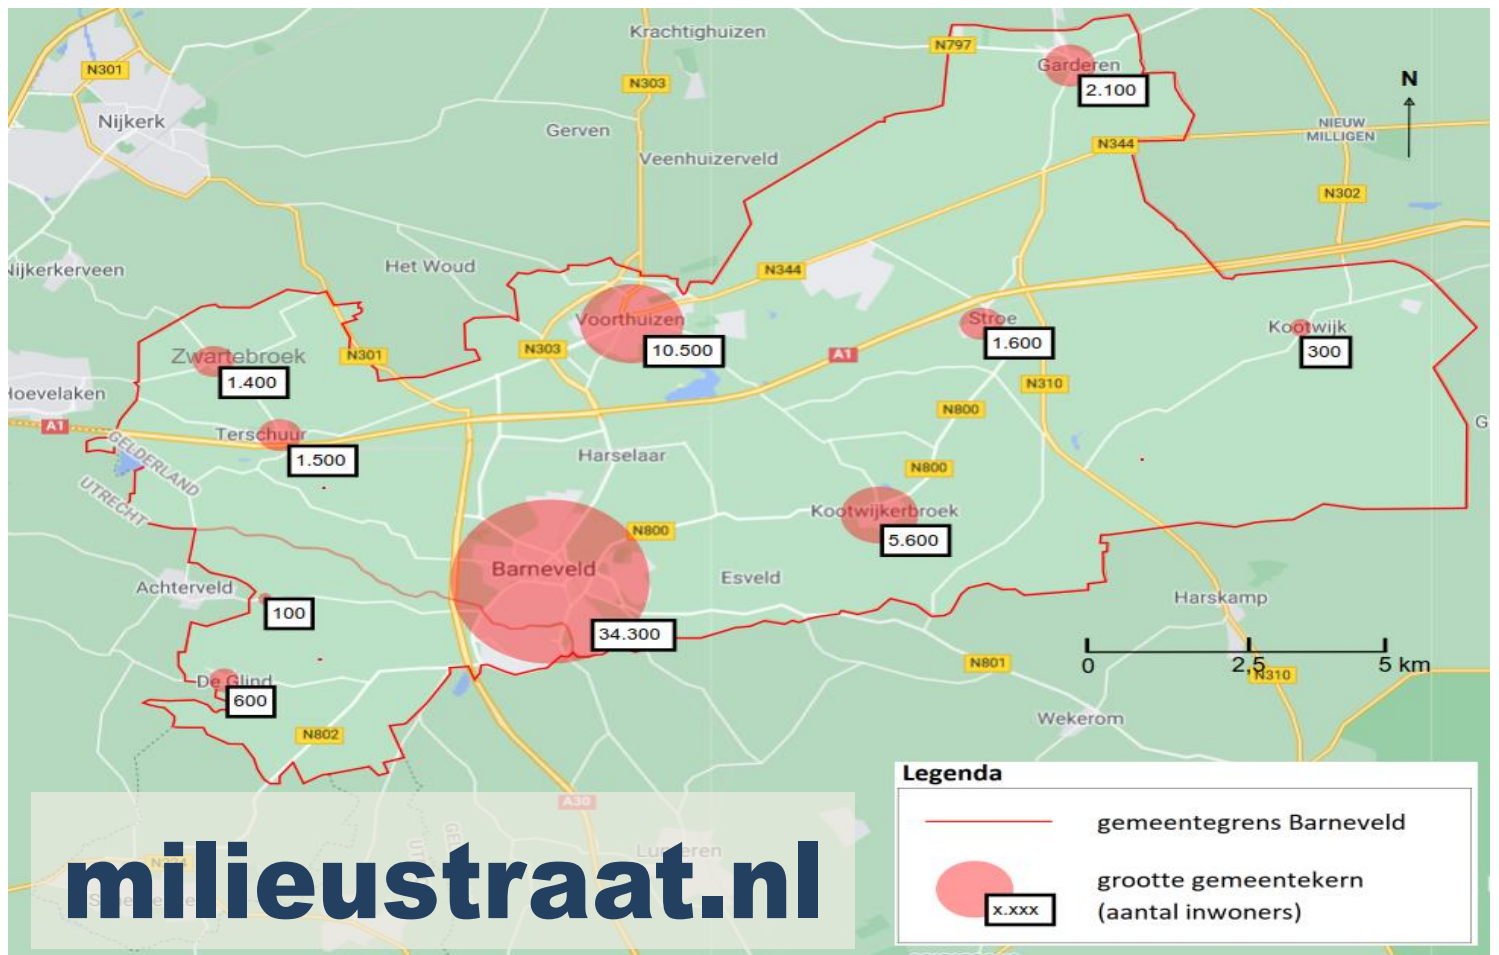 Krachtighuizen
N797
N301
N303
Garderen
2.100
N
Nijkerk
Gerven
NIEUW
MILLIGEN
Veenhuizerveld
N344
N302
Nijkerkerveen
Het Woud
N344
Voorthuizen
Stroe
Kootwijk
10.500
1.600
300
Zwartebroek
N301
N303
A1
1.400
N310
Hoevelaken
N800
A1
Terschuur
GELDERLAND
UTRECHT
1.500
Harselaar
N800
Kootwijkerbroek
N800
5.600
Barneveld
Esveld
Achterveld
Harskamp
100
34.300
N801
0
2,5
5 km
N310
De Glind
600
Wekerom
N802
Legenda
A30
gemeentegrens Barneveld
grootte gemeentekern
x.xxx
(aantal inwoners)
Lunteren
N224
milieustraat.nl